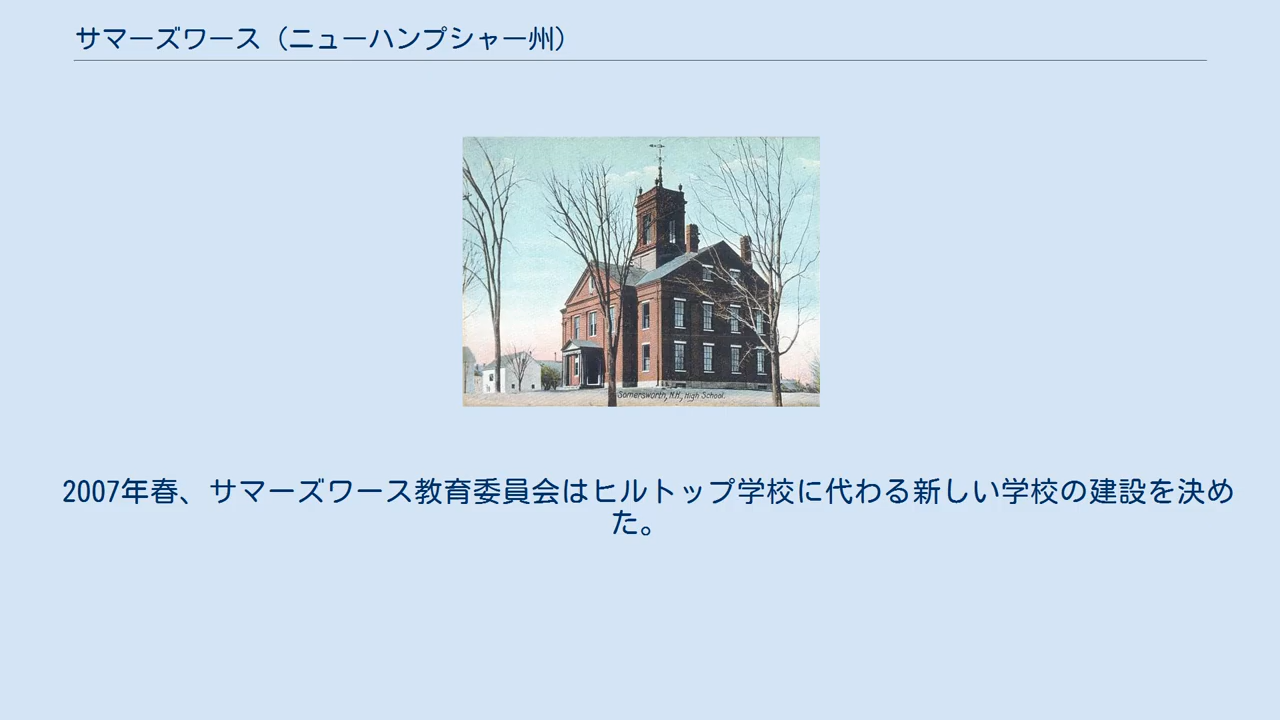 サマーズワース（ニューハンプシャー州）
Somersworth, N.H., High School.
2007年春、サマーズワース教育委員会はヒルトップ学校に代わる新しい学校の建設を決め
た。